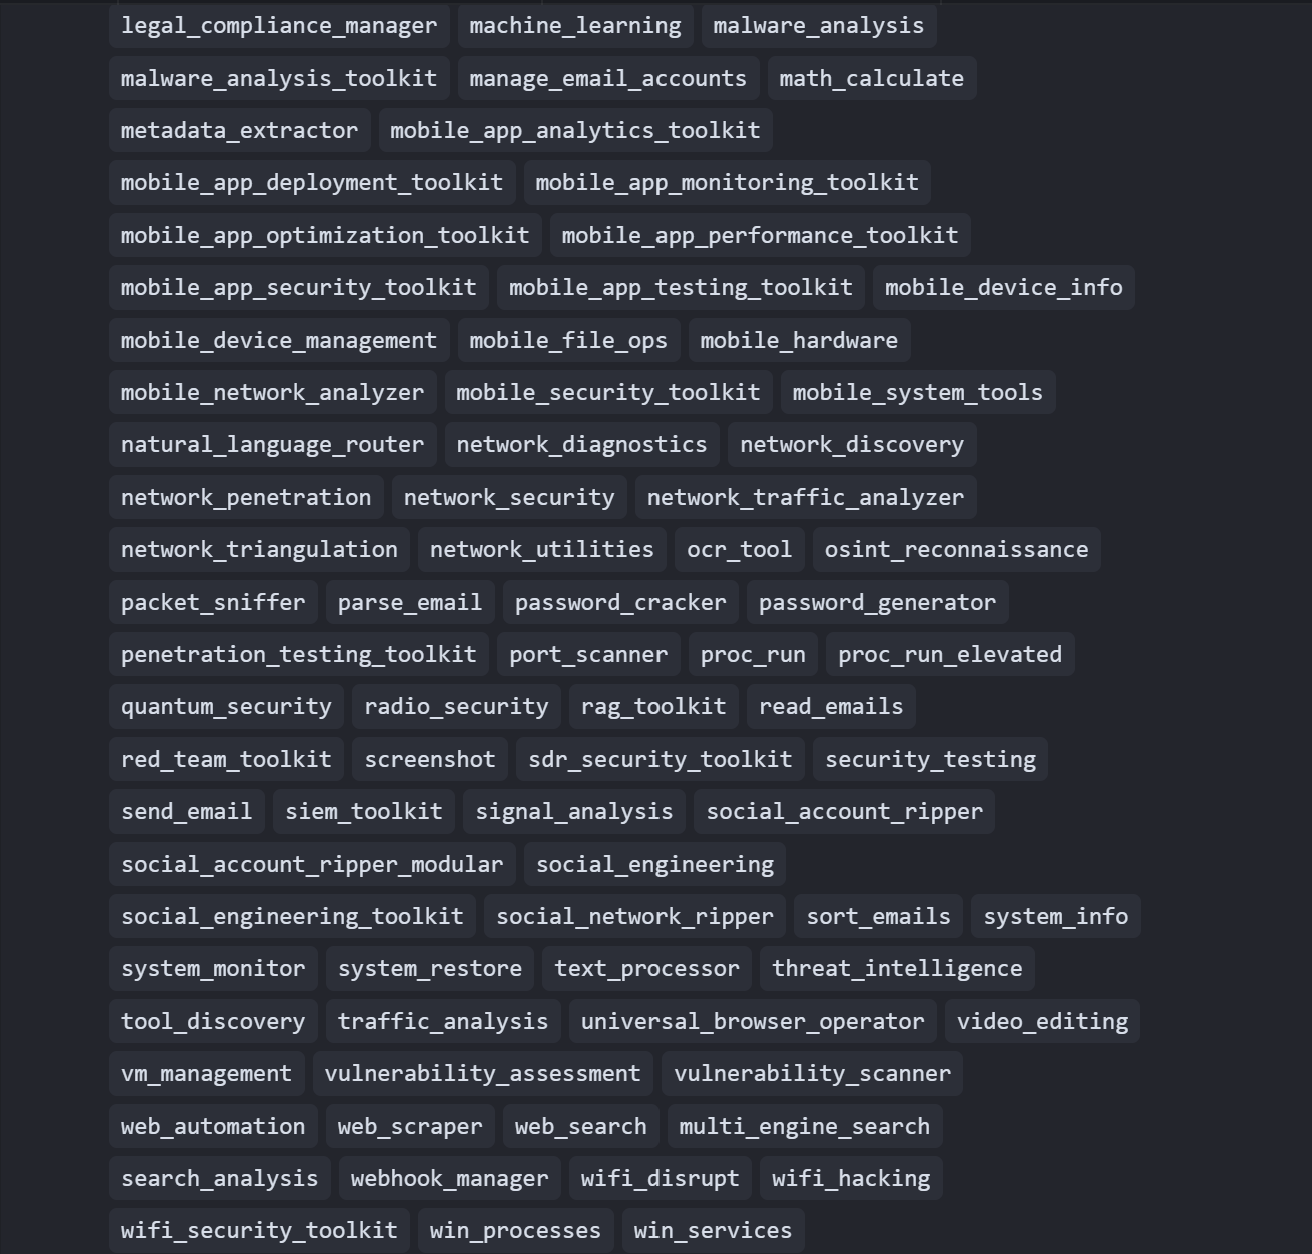 legal_compliance_manager machine_learning malware_analysis
malware_analysis_toolkit manage_email_accounts math_calculate
metadata_extractor mobile_app_analytics_toolkit
mobile_app_deployment_toolkit mobile_app_monitoring_toolkit
mobile_app_optimization_toolkit mobile_app_performance_toolkit
mobile_app_security_toolkit mobile_app_testing_toolkit mobile_device_info
mobile_device_management mobile_file_ops mobile_hardware
mobile_network_analyzer mobile_security_toolkit mobile_system_tools
natural_language_router network_diagnostics network_discovery
network_penetration network_security network_traffic_analyzer
network_triangulation network_utilities ocr_tool osint_reconnaissance
packet_sniffer parse_email password_cracker password_generator
penetration_testing_toolkit port_scanner proc_run proc_run_elevated
quantum_security radio_security rag_toolkit read_emails
red_team_toolkit screenshot sdr_security_toolkit security_testing
send_email siem_toolkit signal_analysis social_account_ripper
social_account_ripper_modular social_engineering
social_engineering_toolkit social_network_ripper sort_emails system_info
system_monitor system_restore text_processor threat_intelligence
tool_discovery traffic_analysis universal_browser_operator video_editing
vm_management vulnerability_assessment vulnerability_scanner
web_automation web_scraper web_search multi_engine_search
search_analysis webhook_manager wifi_disrupt wifi_hacking
wifi_security_toolkit win_processes win_services